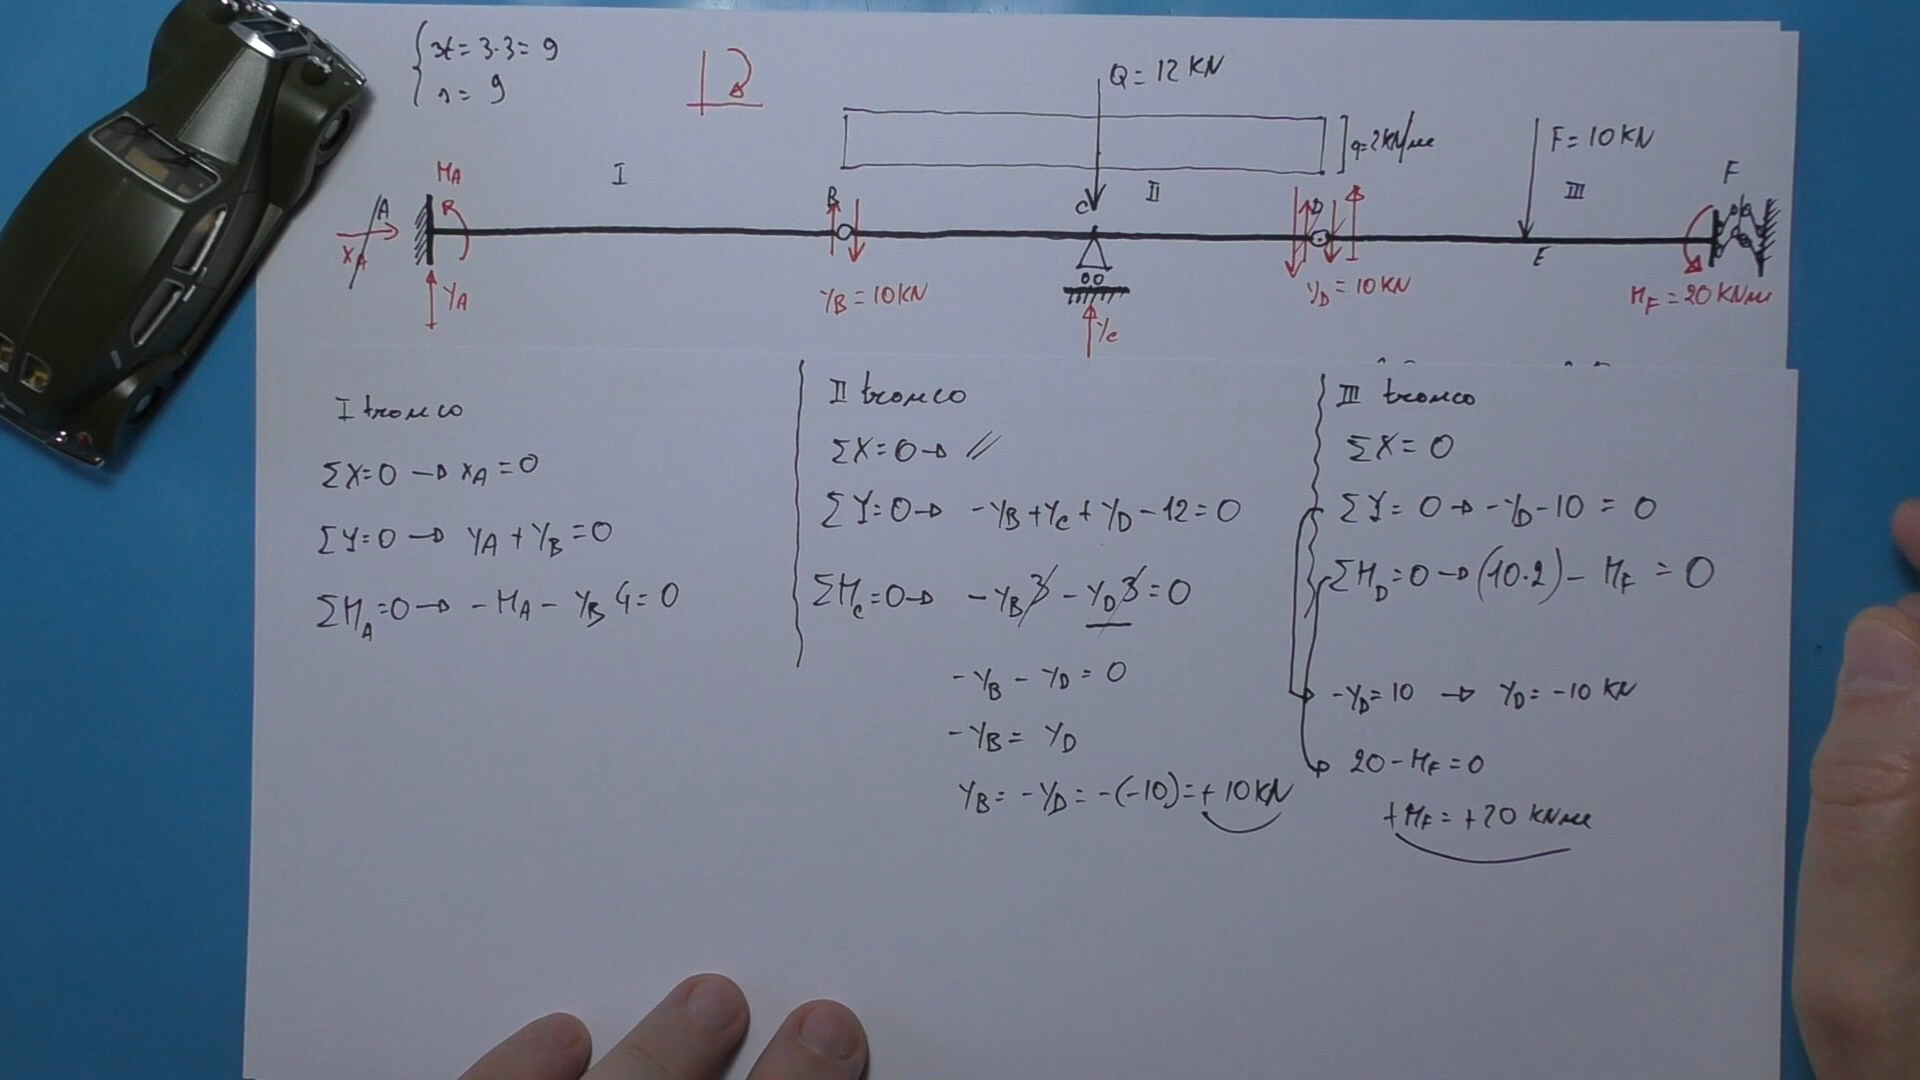 x = 3·3 = 9
s = 9
Q = 12 KN
q=2KN/m
F = 10 KN
I
II
III
MA
A
R
XA
YA
B
YB = 10KN
C
YC
D
YD = 10 KN
E
F
MF = 20 KNm
I tronco
ΣX=0 → XA = 0
ΣY=0 → YA + YB = 0
ΣMA=0 → - MA - YB 4 = 0
II tronco
ΣX=0 → //
ΣY=0 → - YB + YC + YD - 12 = 0
ΣMC=0 → - YB 3 - YD 3 = 0
- YB - YD = 0
- YB = YD
YB = - YD = -(-10) = + 10 KN
III tronco
ΣX = 0
ΣY = 0 → - YD - 10 = 0
ΣMD = 0 → (10·2) - MF = 0
- YD = 10 → YD = -10 KN
20 - MF = 0
+MF = +20 KNm